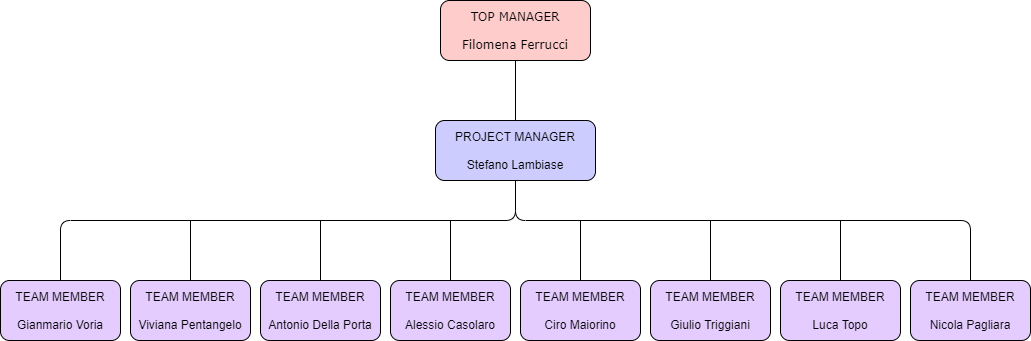 TOP MANAGER
Filomena Ferrucci
PROJECT MANAGER
Stefano Lambiase
TEAM MEMBER
Gianmario Voria
TEAM MEMBER
Viviana Pentangelo
TEAM MEMBER
Antonio Della Porta
TEAM MEMBER
Alessio Casolaro
TEAM MEMBER
Ciro Maiorino
TEAM MEMBER
Giulio Triggiani
TEAM MEMBER
Luca Topo
TEAM MEMBER
Nicola Pagliara